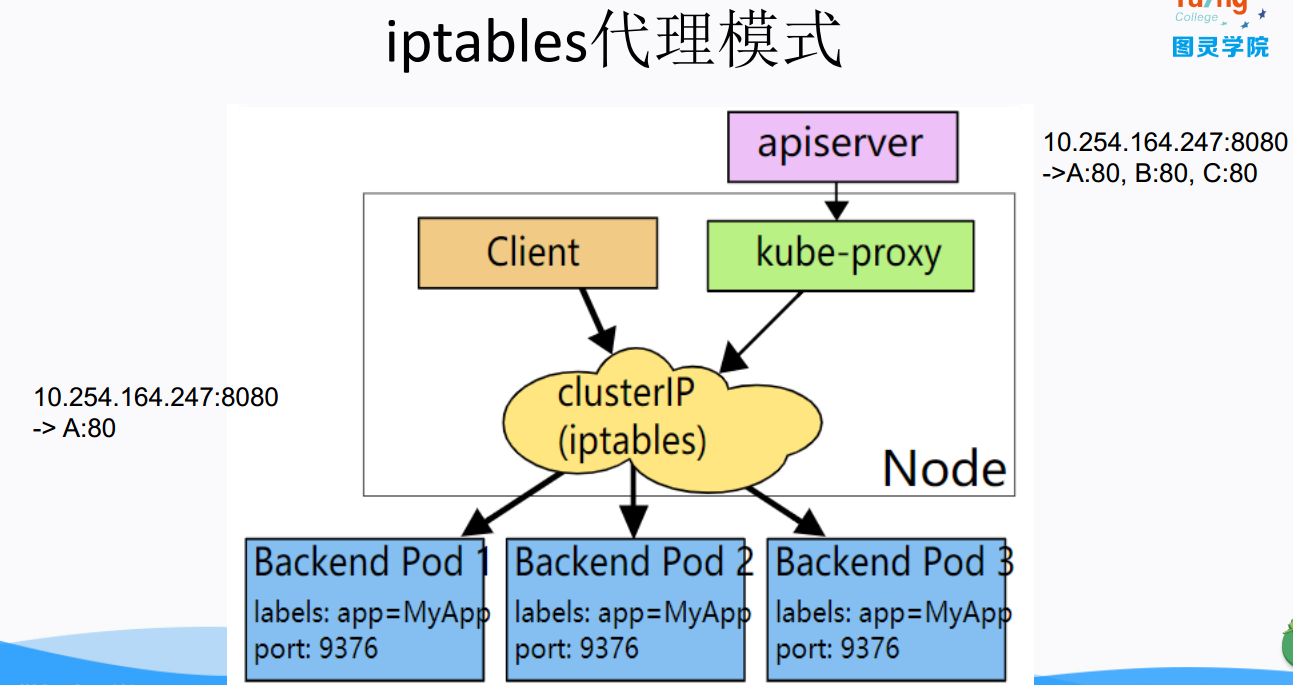 iptables代理模式
College
图灵学院
apiserver
10.254.164.247:8080
->A:80, B:80, C:80
Client
kube-proxy
clusterIP
(iptables)
10.254.164.247:8080
-> A:80
Node
Backend Pod 1
labels: app=MyApp
port: 9376
Backend Pod 2
labels: app=MyApp
port: 9376
Backend Pod 3
labels: app=MyApp
port: 9376